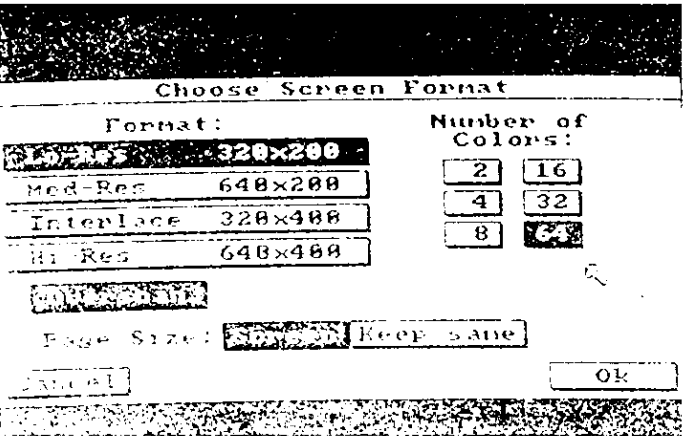 Choose Screen Format
Format:
Number of
Colors:
Lo-Res 320x200
Med-Res 640x200
Interlace 320x400
Hi-Res 640x400
2 16
4 32
8 64
Page Size: Keep Same
Cancel
Ok